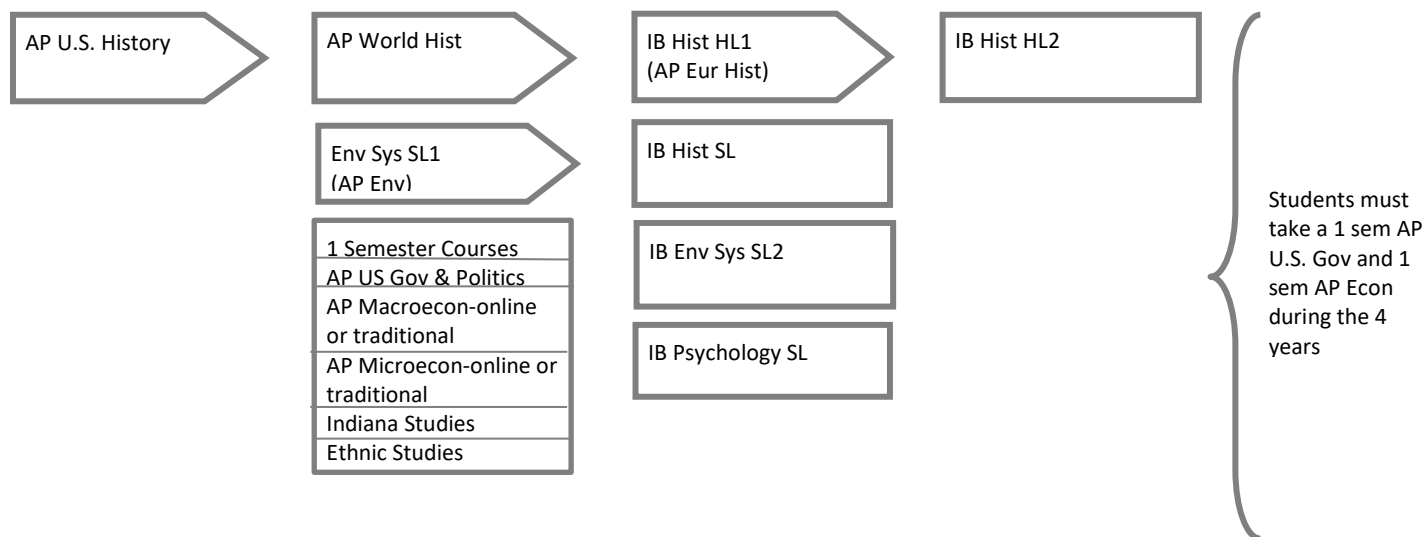 AP U.S. History
AP World Hist
IB Hist HL1
(AP Eur Hist)
IB Hist HL2
Env Sys SL1
(AP Env)
IB Hist SL
1 Semester Courses
AP US Gov & Politics
AP Macroecon-online
or traditional
AP Microecon-online or
traditional
Indiana Studies
Ethnic Studies
IB Env Sys SL2
IB Psychology SL
Students must
take a 1 sem AP
U.S. Gov and 1
sem AP Econ
during the 4
years